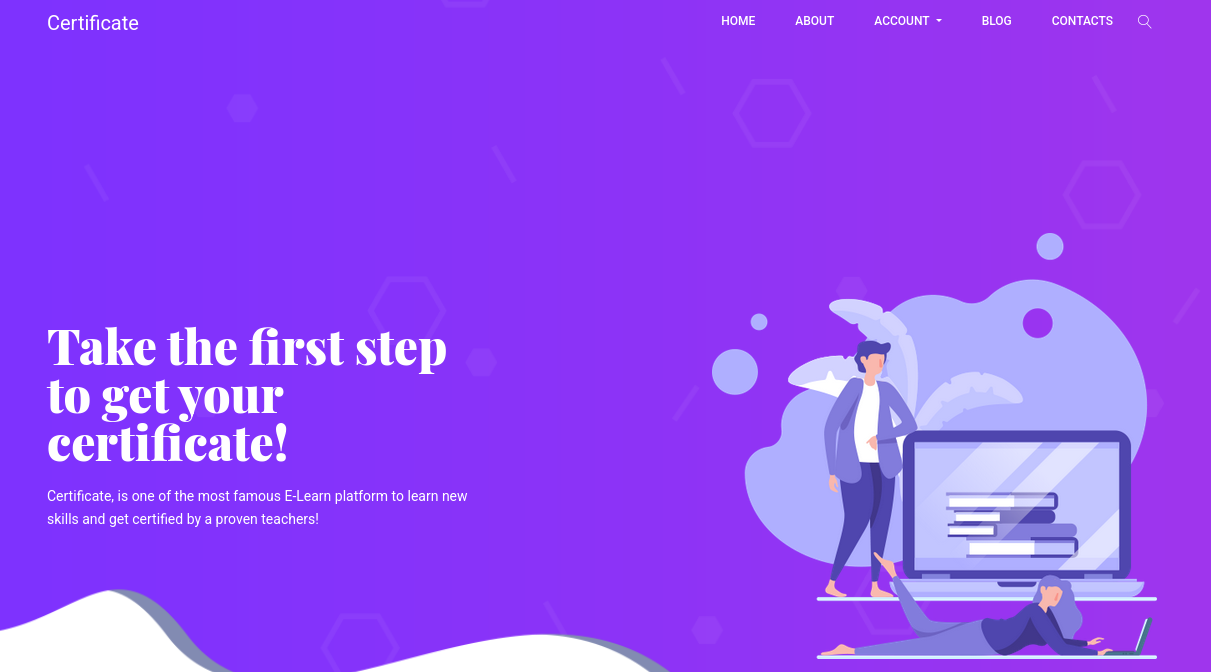 Certificate
HOME ABOUT ACCOUNT BLOG CONTACTS
Take the first step
to get your
certificate!
Certificate, is one of the most famous E-Learn platform to learn new
skills and get certified by a proven teachers!